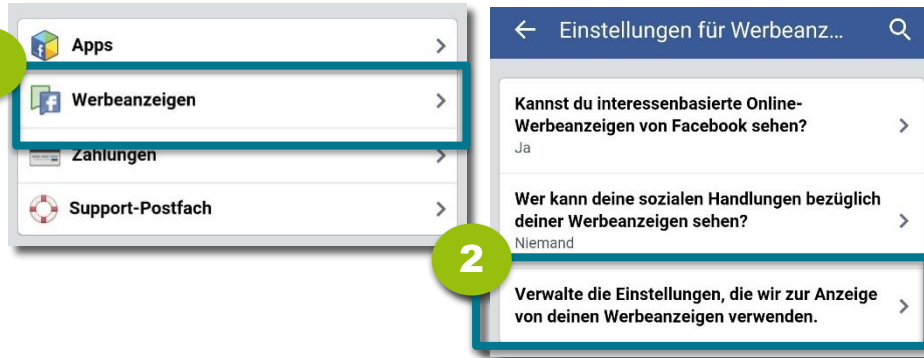 Apps
Werbeanzeigen
Zahlungen
Support-Postfach
Einstellungen für Werbeanz...
Kannst du interessenbasierte Online-
Werbeanzeigen von Facebook sehen?
Ja
Wer kann deine sozialen Handlungen bezüglich
deiner Werbeanzeigen sehen?
Niemand
2
Verwalte die Einstellungen, die wir zur Anzeige
von deinen Werbeanzeigen verwenden.